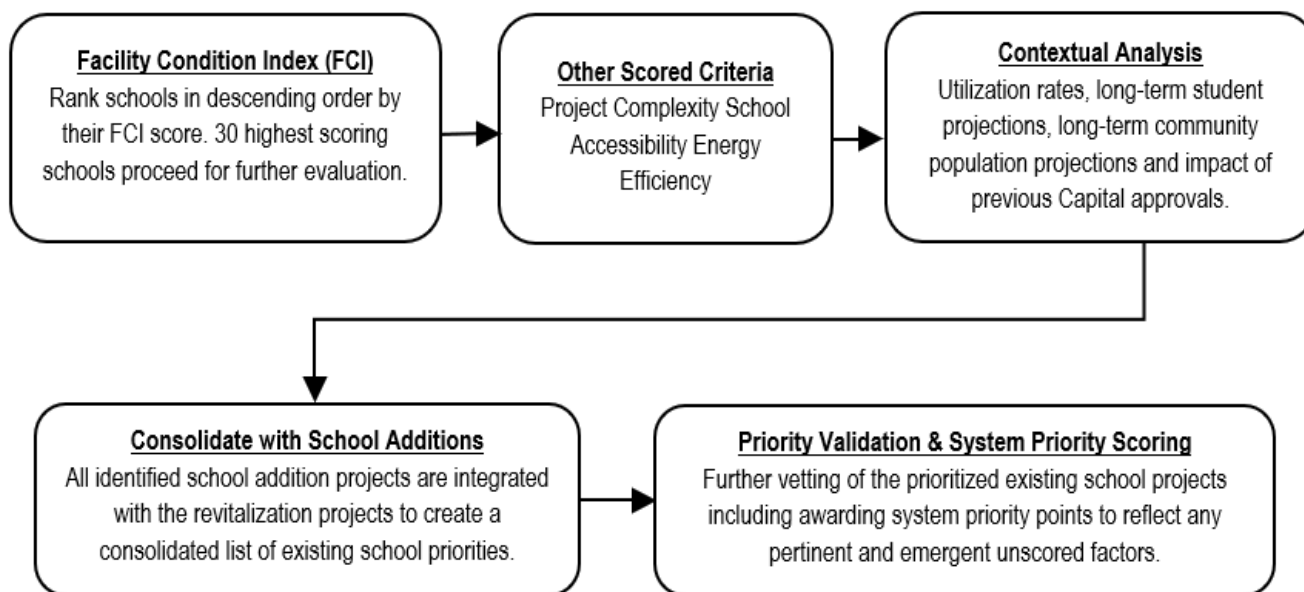 Facility Condition Index (FCI)
Rank schools in descending order by
their FCI score. 30 highest scoring
schools proceed for further evaluation.
Other Scored Criteria
Project Complexity School
Accessibility Energy
Efficiency
Contextual Analysis
Utilization rates, long-term student
projections, long-term community
population projections and impact of
previous Capital approvals.
Consolidate with School Additions
All identified school addition projects are integrated
with the revitalization projects to create a
consolidated list of existing school priorities.
Priority Validation & System Priority Scoring
Further vetting of the prioritized existing school projects
including awarding system priority points to reflect any
pertinent and emergent unscored factors.